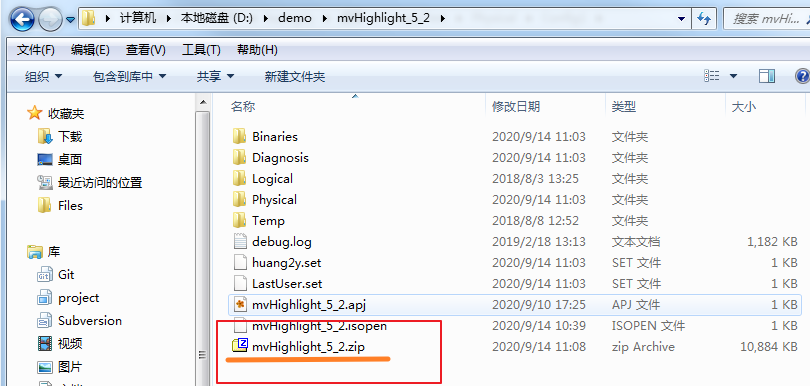 计算机 ▸ 本地磁盘 (D:) ▸ demo ▸ mvHighlight_5_2 搜索 mvHi...
文件(F) 编辑(E) 查看(V) 工具(T) 帮助(H)
组织 包含到库中 共享 新建文件夹
收藏夹
下载
桌面
最近访问的位置
Files
库
Git
project
Subversion
视频
图片
名称 修改日期 类型 大小
Binaries 2020/9/14 11:03 文件夹
Diagnosis 2020/9/14 11:03 文件夹
Logical 2018/8/3 13:25 文件夹
Physical 2020/9/14 11:03 文件夹
Temp 2018/8/8 12:52 文件夹
debug.log 2019/2/18 13:13 文本文档 1,182 KB
huang2y.set 2020/9/14 11:03 SET 文件 1 KB
LastUser.set 2020/9/14 11:03 SET 文件 1 KB
mvHighlight_5_2.apj 2020/9/10 17:25 APJ 文件 1 KB
mvHighlight_5_2.isopen 2020/9/14 10:39 ISOPEN 文件 1 KB
mvHighlight_5_2.zip 2020/9/14 11:08 zip Archive 10,884 KB